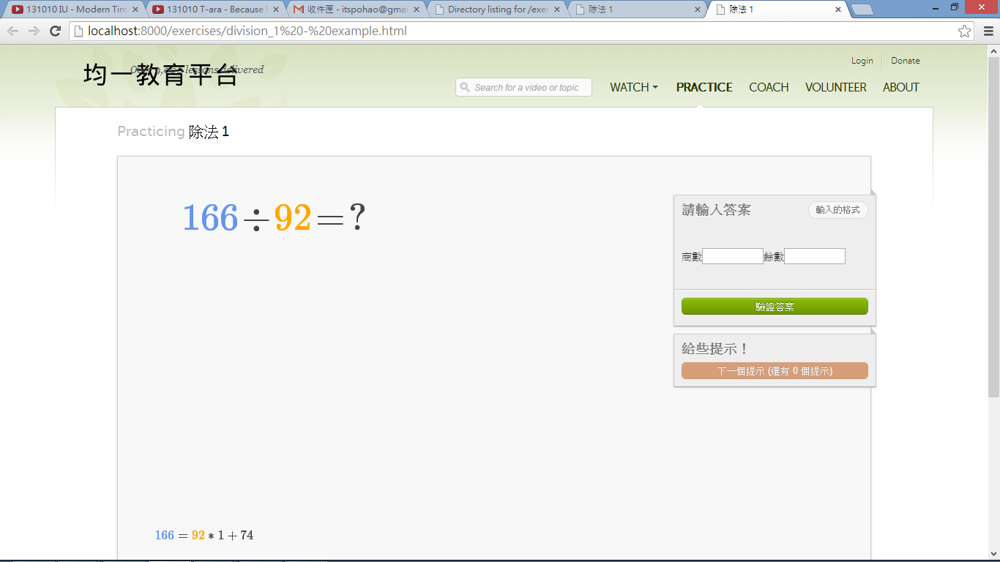 131010 IU - Modern Tim
131010 T-ara - Because I
收件匣 - itspohao@gmai
Directory listing for /exer
除法 1
除法 1
localhost:8000/exercises/division_1%20-%20example.html
Login
Donate
均一教育平台
lessons delivered
Search for a video or topic
WATCH
PRACTICE
COACH
VOLUNTEER
ABOUT
Practicing 除法 1
166 ÷ 92 = ?
請輸入答案
輸入的格式
商數
餘數
驗證答案
給些提示！
下一個提示 (還有 0 個提示)
166 = 92 * 1 + 74